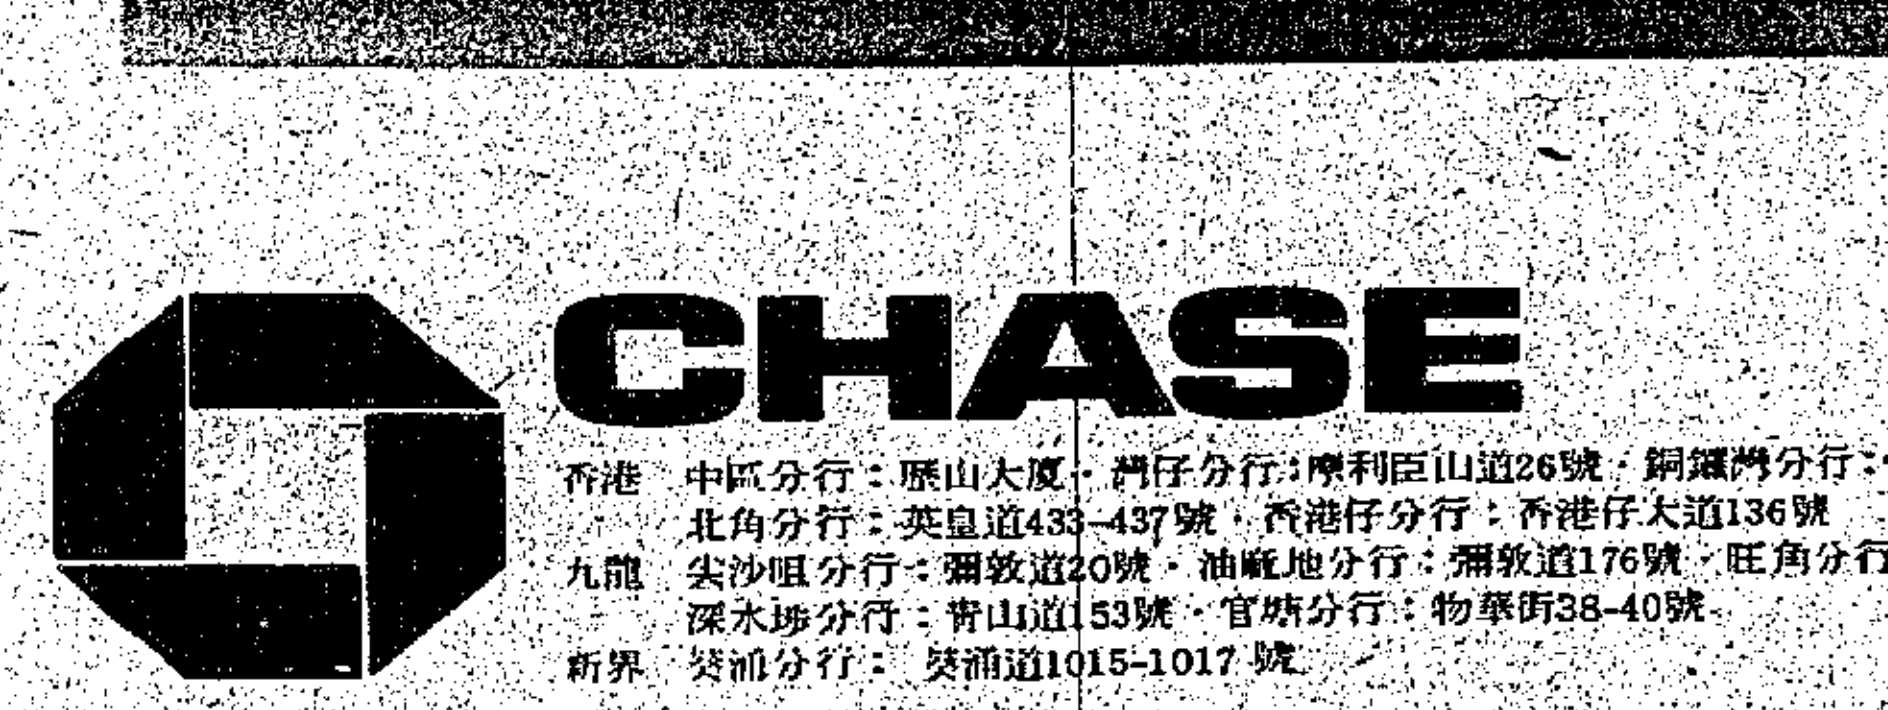 CHASE
香港 中區分行：歷山大廈・灣仔分行：摩利臣山道26號・銅鑼灣分行：
北角分行：英皇道433-437號・香港仔分行：香港仔大道136號
九龍 尖沙咀分行：彌敦道20號・油蔴地分行：彌敦道176號・旺角分行
深水埗分行：青山道153號・官塘分行：物華街38-40號
新界 葵涌分行：葵涌道1015-1017號